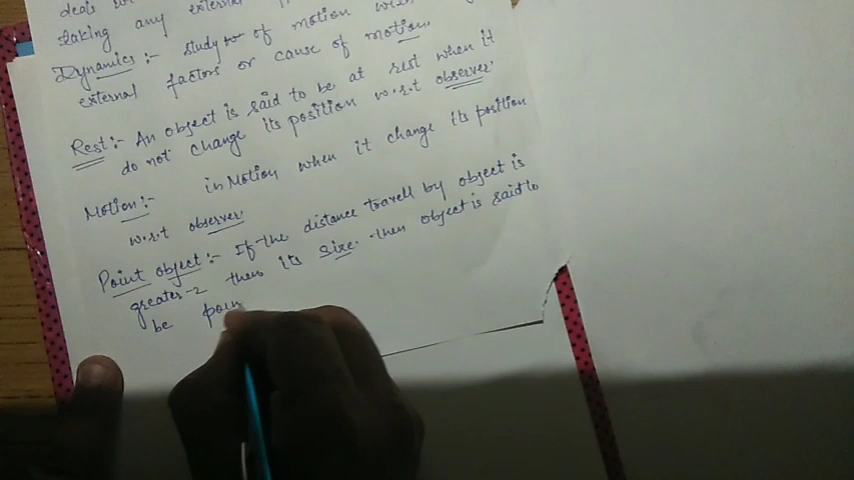 deals
taking any external
Dynamics :- study of motion
external factors or cause of motion.
Rest :- An object is said to be at rest when it
do not change its position w.r.t observer.
Motion :- in Motion when it change its position
w.r.t observer
Point object :- If the distance travell by object is
greater then its size. then object is said to
be poin